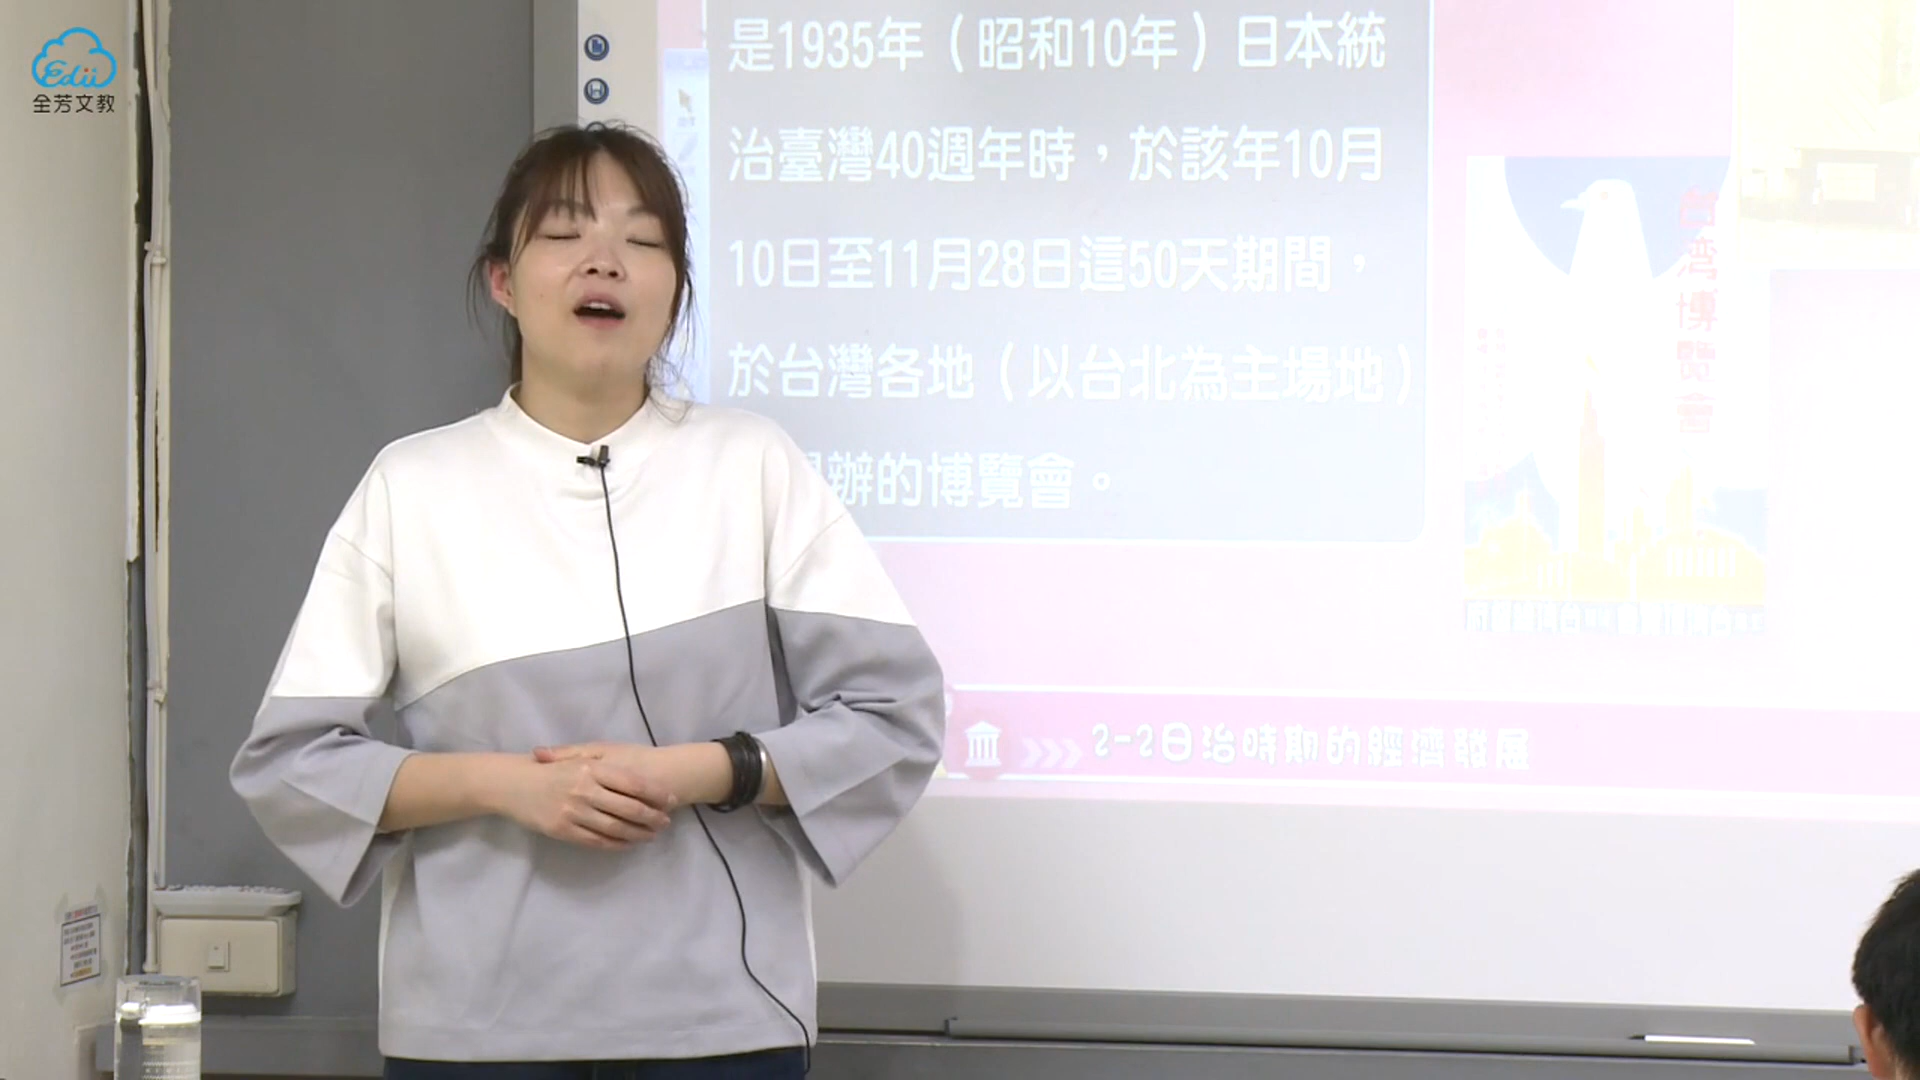 Edii
全芳文教
是1935年（昭和10年）日本統
治臺灣40週年時，於該年10月
10日至11月28日這50天期間，
於台灣各地（以台北為主場地）
辦的博覽會。
台湾博覽會
2-2日治時期的經濟發展